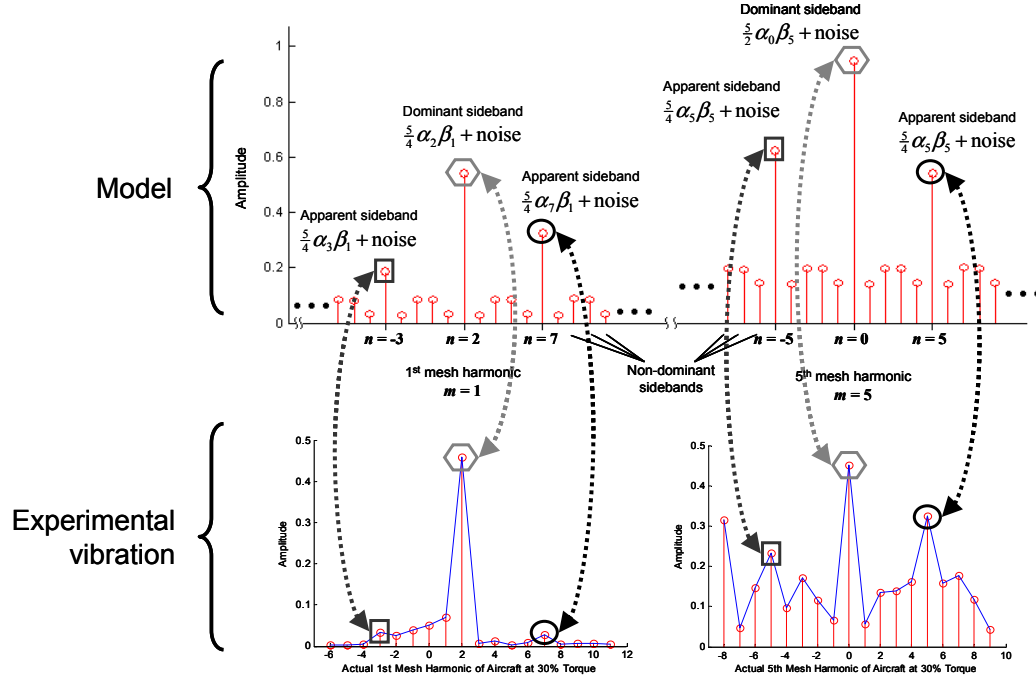 Dominant sideband
5/2 α₀β₅ + noise
Apparent sideband
5/4 α₅β₅ + noise
Dominant sideband
5/4 α₂β₁ + noise
Apparent sideband
5/4 α₅β₅ + noise
Apparent sideband
5/4 α₇β₁ + noise
Apparent sideband
5/4 α₃β₁ + noise
Model
Amplitude
1
0.8
0.6
0.4
0.2
0
n = -3
n = 2
n = 7
n = -5
n = 0
n = 5
Non-dominant
sidebands
1st mesh harmonic
m = 1
5th mesh harmonic
m = 5
Experimental
vibration
Amplitude
0.5
0.4
0.3
0.2
0.1
0
-6 -4 -2 0 2 4 6 8 10 12
Actual 1st Mesh Harmonic of Aircraft at 30% Torque
Amplitude
0.5
0.4
0.3
0.2
0.1
0
-8 -6 -4 -2 0 2 4 6 8 10
Actual 5th Mesh Harmonic of Aircraft at 30% Torque